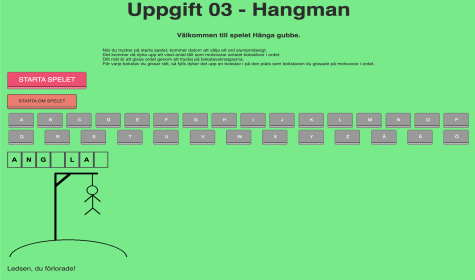 Uppgift 03 - Hangman
Välkommen till spelet Hänga gubbe.
När du trycker på starta spelet, kommer datorn att välja ett ord slumpmässigt.
Det kommer då dyka upp ett visst antal fält som motsvarar antalet bokstäver i ordet.
Ditt mål är att gissa ordet genom att trycka på bokstavsknapparna.
För varje bokstav du gissar rätt, så fylls dyker det upp en bokstav i på den plats som bokstaven du gissade på motsvarar i ordet.
STARTA SPELET
STARTA OM SPELET
A B C D E F G H I J K L M N O P
Q R S T U V W X Y Z Å Ä Ö
A N G L A
Ledsen, du förlorade!